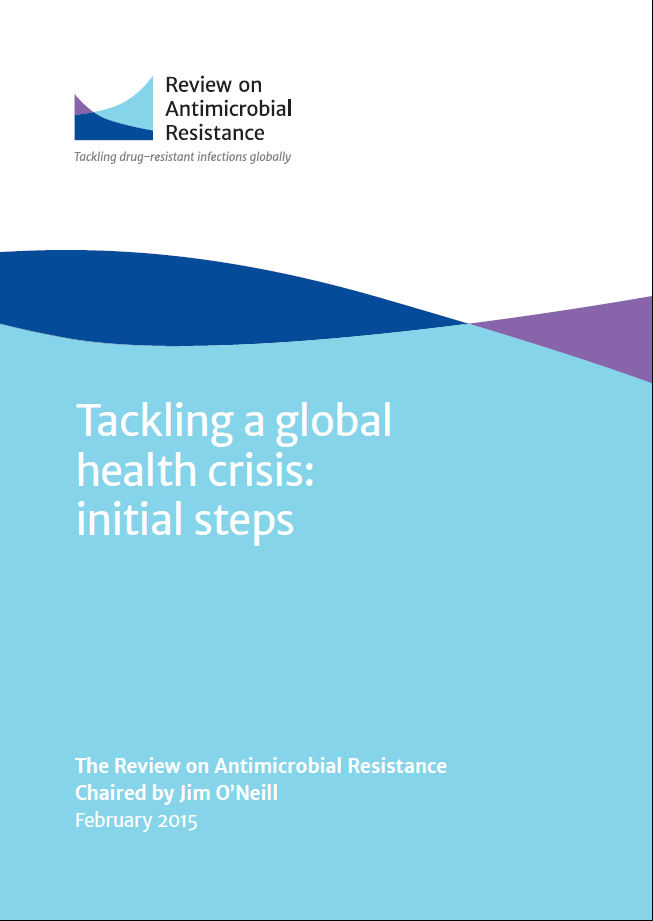 Review on
Antimicrobial
Resistance
Tackling drug-resistant infections globally
Tackling a global
health crisis:
initial steps
The Review on Antimicrobial Resistance
Chaired by Jim O’Neill
February 2015